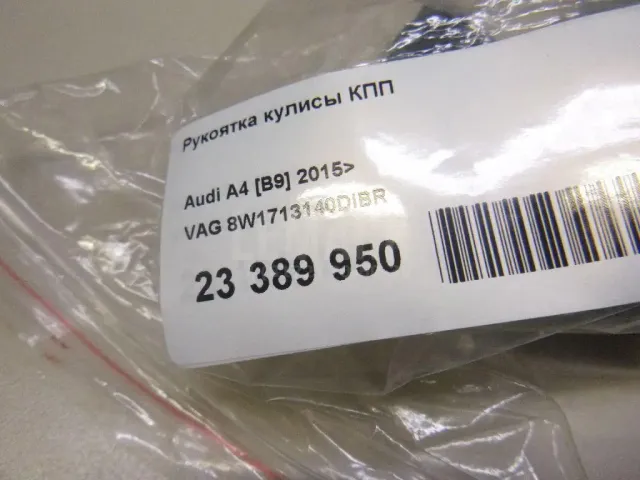 Рукоятка кулисы КПП
Audi A4 [B9] 2015>
VAG 8W1713140DIBR
23 389 950